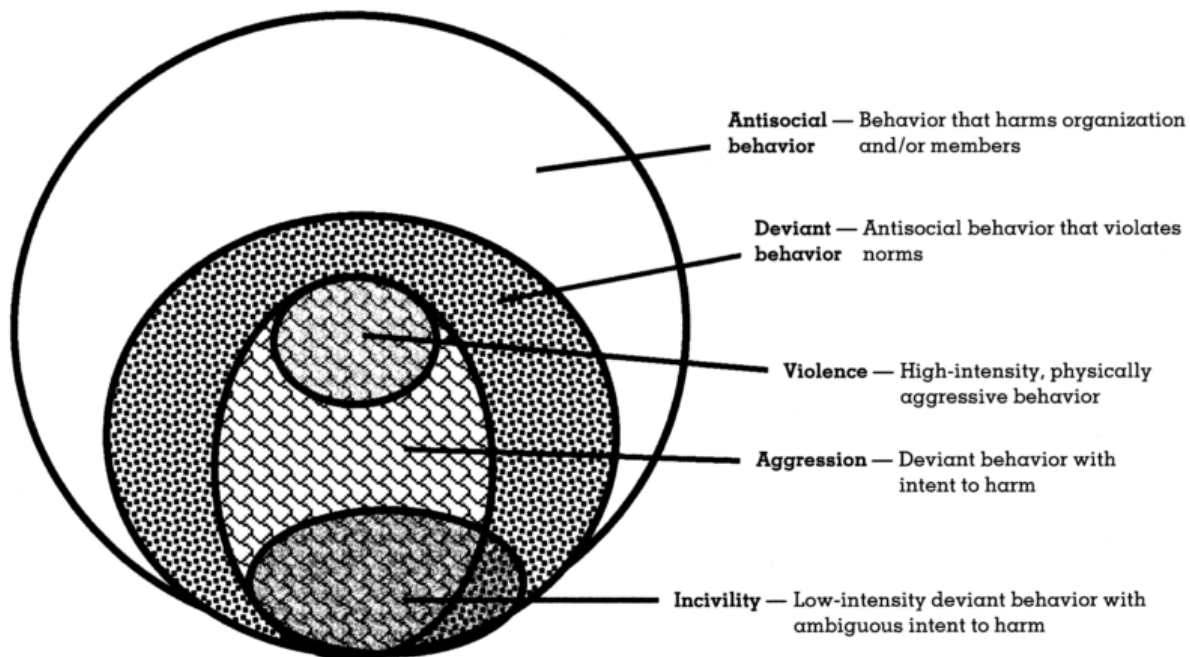 Antisocial — Behavior that harms organization
behavior and/or members
Deviant — Antisocial behavior that violates
behavior norms
Violence — High-intensity, physically
aggressive behavior
Aggression — Deviant behavior with
intent to harm
Incivility — Low-intensity deviant behavior with
ambiguous intent to harm